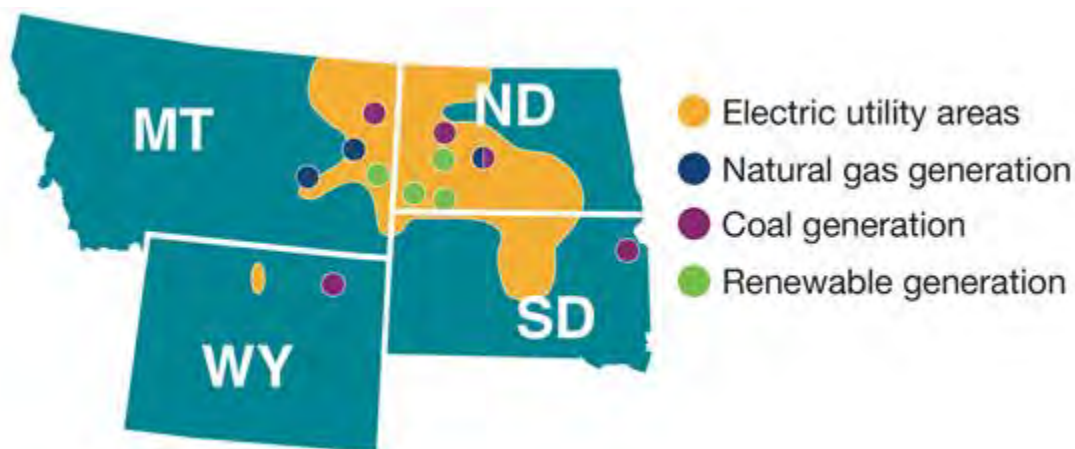 MT
ND
SD
WY
Electric utility areas
Natural gas generation
Coal generation
Renewable generation